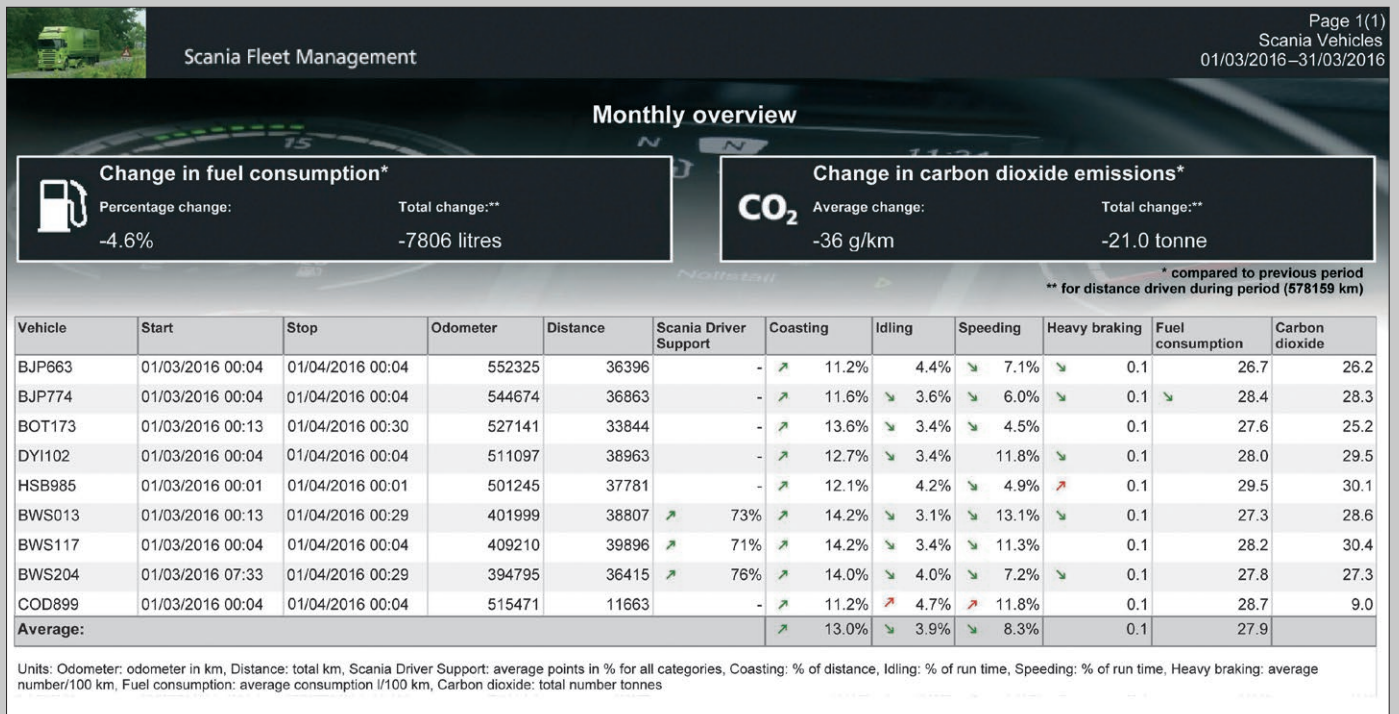 Page 1(1)
Scania Vehicles
Scania Fleet Management
01/03/2016–31/03/2016
Monthly overview
15
N
N
11:24
Change in fuel consumption*
Percentage change: Total change:**
-4.6% -7806 litres
CO2
Change in carbon dioxide emissions*
Average change: Total change:**
-36 g/km -21.0 tonne
* compared to previous period
** for distance driven during period (578159 km)
Vehicle Start Stop Odometer Distance Scania Driver Support Coasting Idling Speeding Heavy braking Fuel consumption Carbon dioxide
BJP663 01/03/2016 00:04 01/04/2016 00:04 552325 36396 - 11.2% 4.4% 7.1% 0.1 26.7 26.2
BJP774 01/03/2016 00:04 01/04/2016 00:04 544674 36863 - 11.6% 3.6% 6.0% 0.1 28.4 28.3
BOT173 01/03/2016 00:13 01/04/2016 00:30 527141 33844 - 13.6% 3.4% 4.5% 0.1 27.6 25.2
DYI102 01/03/2016 00:04 01/04/2016 00:04 511097 38963 - 12.7% 3.4% 11.8% 0.1 28.0 29.5
HSB985 01/03/2016 00:01 01/04/2016 00:01 501245 37781 - 12.1% 4.2% 4.9% 0.1 29.5 30.1
BWS013 01/03/2016 00:13 01/04/2016 00:29 401999 38807 73% 14.2% 3.1% 13.1% 0.1 27.3 28.6
BWS117 01/03/2016 00:04 01/04/2016 00:04 409210 39896 71% 14.2% 3.4% 11.3% 0.1 28.2 30.4
BWS204 01/03/2016 07:33 01/04/2016 00:29 394795 36415 76% 14.0% 4.0% 7.2% 0.1 27.8 27.3
COD899 01/03/2016 00:04 01/04/2016 00:04 515471 11663 - 11.2% 4.7% 11.8% 0.1 28.7 9.0
Average: 13.0% 3.9% 8.3% 0.1 27.9
Units: Odometer: odometer in km, Distance: total km, Scania Driver Support: average points in % for all categories, Coasting: % of distance, Idling: % of run time, Speeding: % of run time, Heavy braking: average
number/100 km, Fuel consumption: average consumption l/100 km, Carbon dioxide: total number tonnes